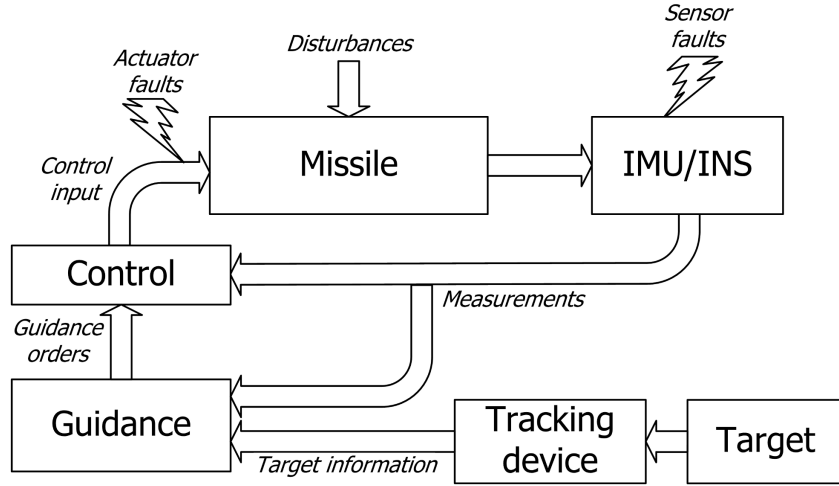 Sensor
faults
Actuator
faults
Disturbances
Missile
IMU/INS
Control
input
Control
Measurements
Guidance
orders
Guidance
Tracking
device
Target
Target information